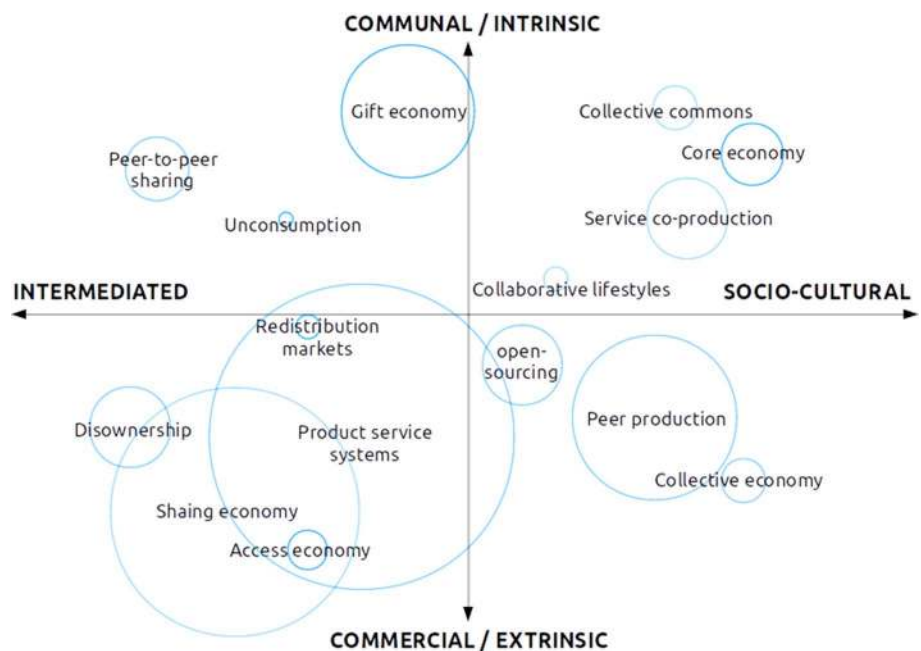 COMMUNAL / INTRINSIC
Gift economy
Collective commons
Core economy
Peer-to-peer
sharing
Unconsumption
Service co-production
Collaborative lifestyles
INTERMEDIATED
SOCIO-CULTURAL
Redistribution
markets
open-
sourcing
Disownership
Product service
systems
Peer production
Collective economy
Shaing economy
Access economy
COMMERCIAL / EXTRINSIC